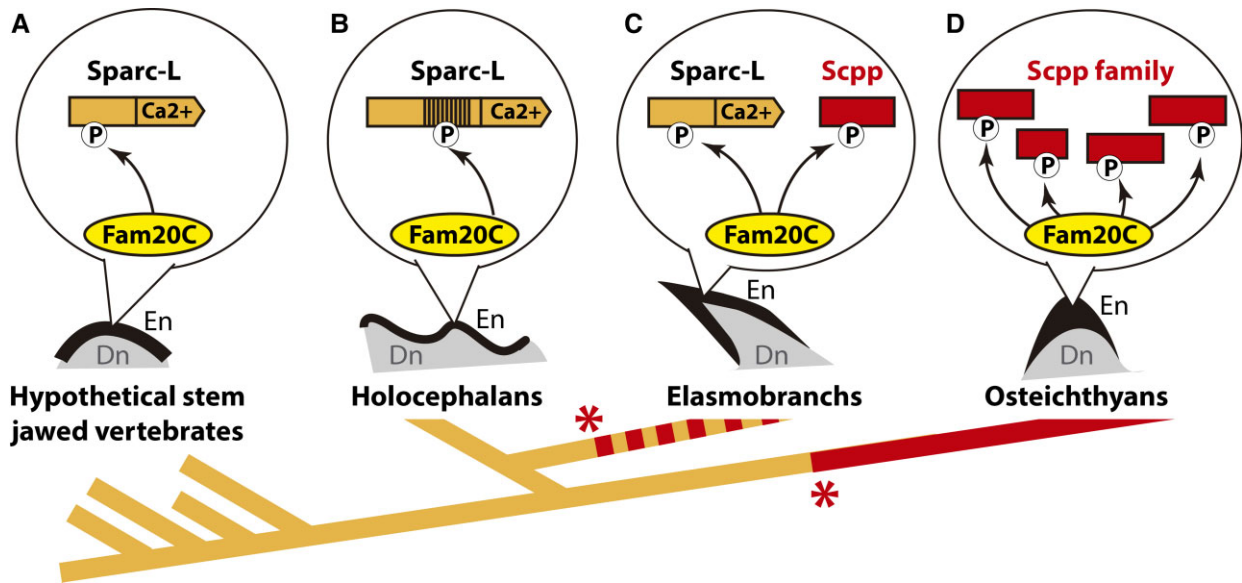 A
Sparc-L
Ca2+
P
Fam20C
En
Dn
Hypothetical stem
jawed vertebrates
B
Sparc-L
Ca2+
P
Fam20C
En
Dn
Holocephalans
C
Sparc-L
Scpp
Ca2+
P
P
Fam20C
En
Dn
Elasmobranchs
D
Scpp family
P
P
P
P
Fam20C
En
Dn
Osteichthyans
*
*